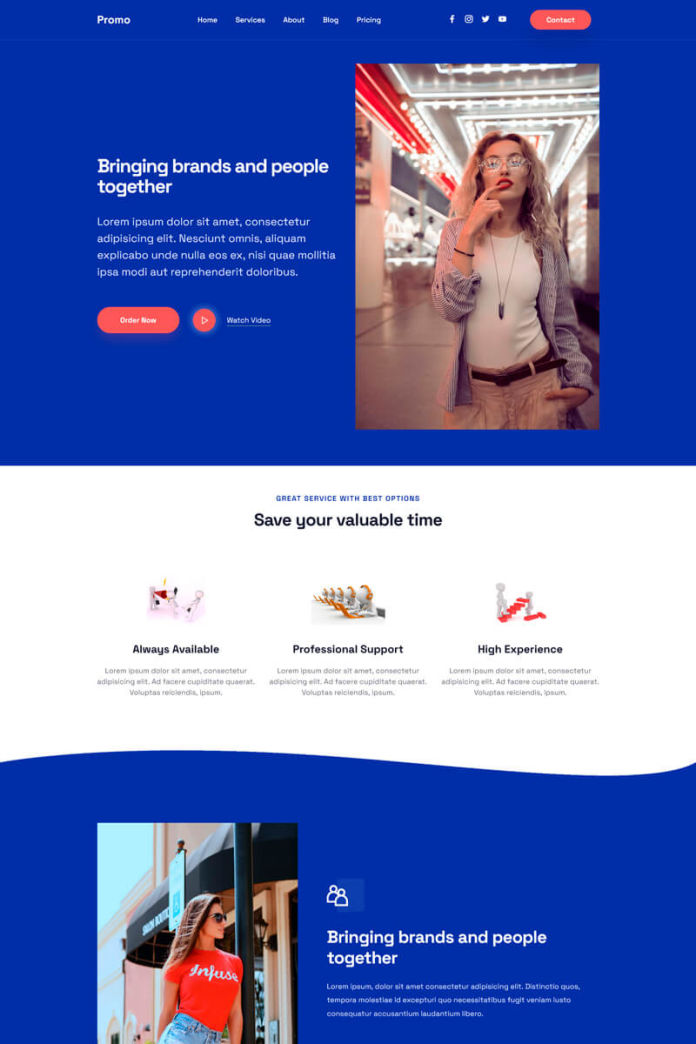 Promo
Home Services About Blog Pricing
Contact
Bringing brands and people
together
Lorem ipsum dolor sit amet, consectetur
adipisicing elit. Nesciunt omnis, aliquam
explicabo unde nulla eos ex, nisi quae mollitia
ipsa modi aut reprehenderit doloribus.
Order Now
Watch Video
GREAT SERVICE WITH BEST OPTIONS
Save your valuable time
Always Available
Lorem ipsum dolor sit amet, consectetur
adipisicing elit. Ad facere cupiditate quaerat.
Voluptas reiciendis, ipsum.
Professional Support
Lorem ipsum dolor sit amet, consectetur
adipisicing elit. Ad facere cupiditate quaerat.
Voluptas reiciendis, ipsum.
High Experience
Lorem ipsum dolor sit amet, consectetur
adipisicing elit. Ad facere cupiditate quaerat.
Voluptas reiciendis, ipsum.
Infuse
Bringing brands and people
together
Lorem ipsum, dolor sit amet consectetur adipisicing elit. Distinctio quos,
tempora molestiae id excepturi quo necessitatibus fugit veniam iusto
consequatur accusantium laudantium libero.